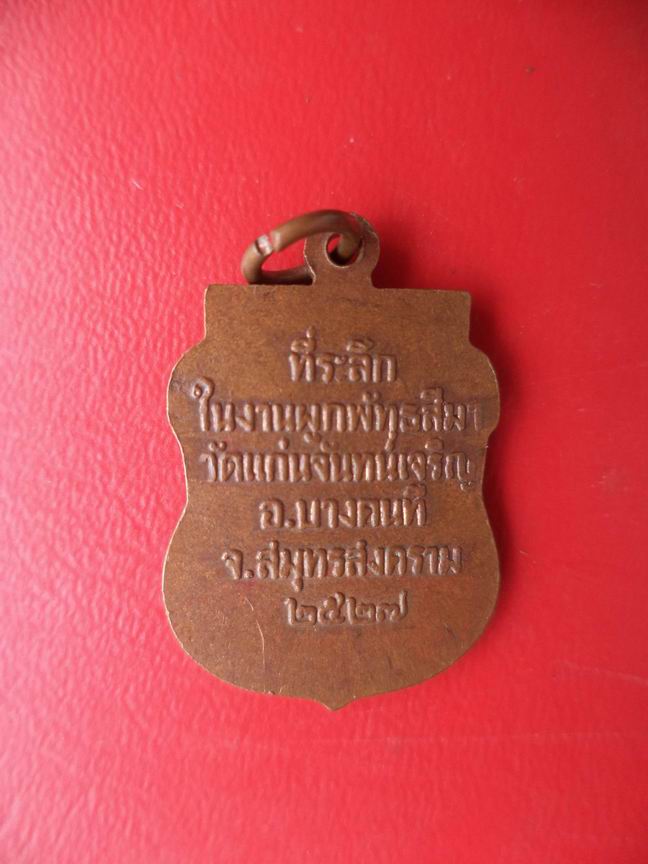 ที่ระลึก
ในงานผูกพัทธสีมา
วัดแก่นจันทน์เจริญ
อ.บางคนที
จ.สมุทรสงคราม
๒๕๒๗